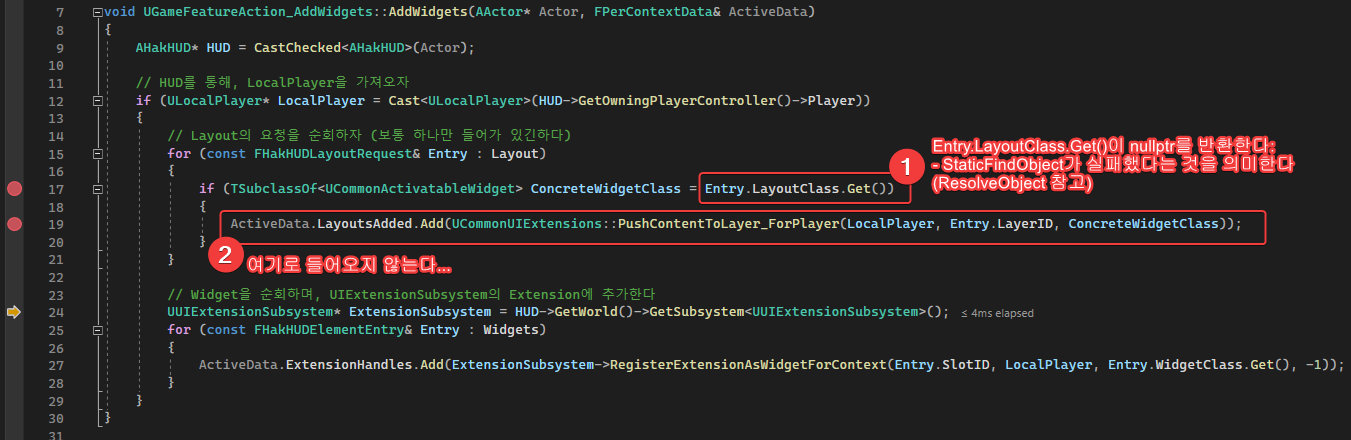 7 void UGameFeatureAction_AddWidgets::AddWidgets(AActor* Actor, FPerContextData& ActiveData)
8 {
9 AHakHUD* HUD = CastChecked<AHakHUD>(Actor);
10
11 // HUD를 통해, LocalPlayer을 가져오자
12 if (ULocalPlayer* LocalPlayer = Cast<ULocalPlayer>(HUD->GetOwningPlayerController()->Player))
13 {
14 // Layout의 요청을 순회하자 (보통 하나만 들어가 있긴하다)
15 for (const FHakHUDLayoutRequest& Entry : Layout)
16 {
17 if (TSubclassOf<UCommonActivatableWidget> ConcreteWidgetClass = Entry.LayoutClass.Get())
1
Entry.LayoutClass.Get()이 nullptr를 반환한다:
- StaticFindObject가 실패했다는 것을 의미한다
(ResolveObject 참고)
18 {
19 ActiveData.LayoutsAdded.Add(UCommonUIExtensions::PushContentToLayer_ForPlayer(LocalPlayer, Entry.LayerID, ConcreteWidgetClass));
20 }
2 여기로 들어오지 않는다...
21 }
22
23 // Widget을 순회하며, UIExtensionSubsystem의 Extension에 추가한다
24 UUIExtensionSubsystem* ExtensionSubsystem = HUD->GetWorld()->GetSubsystem<UUIExtensionSubsystem>(); ≤ 4ms elapsed
25 for (const FHakHUDElementEntry& Entry : Widgets)
26 {
27 ActiveData.ExtensionHandles.Add(ExtensionSubsystem->RegisterExtensionAsWidgetForContext(Entry.SlotID, LocalPlayer, Entry.WidgetClass.Get(), -1));
28 }
29 }
30 }
31